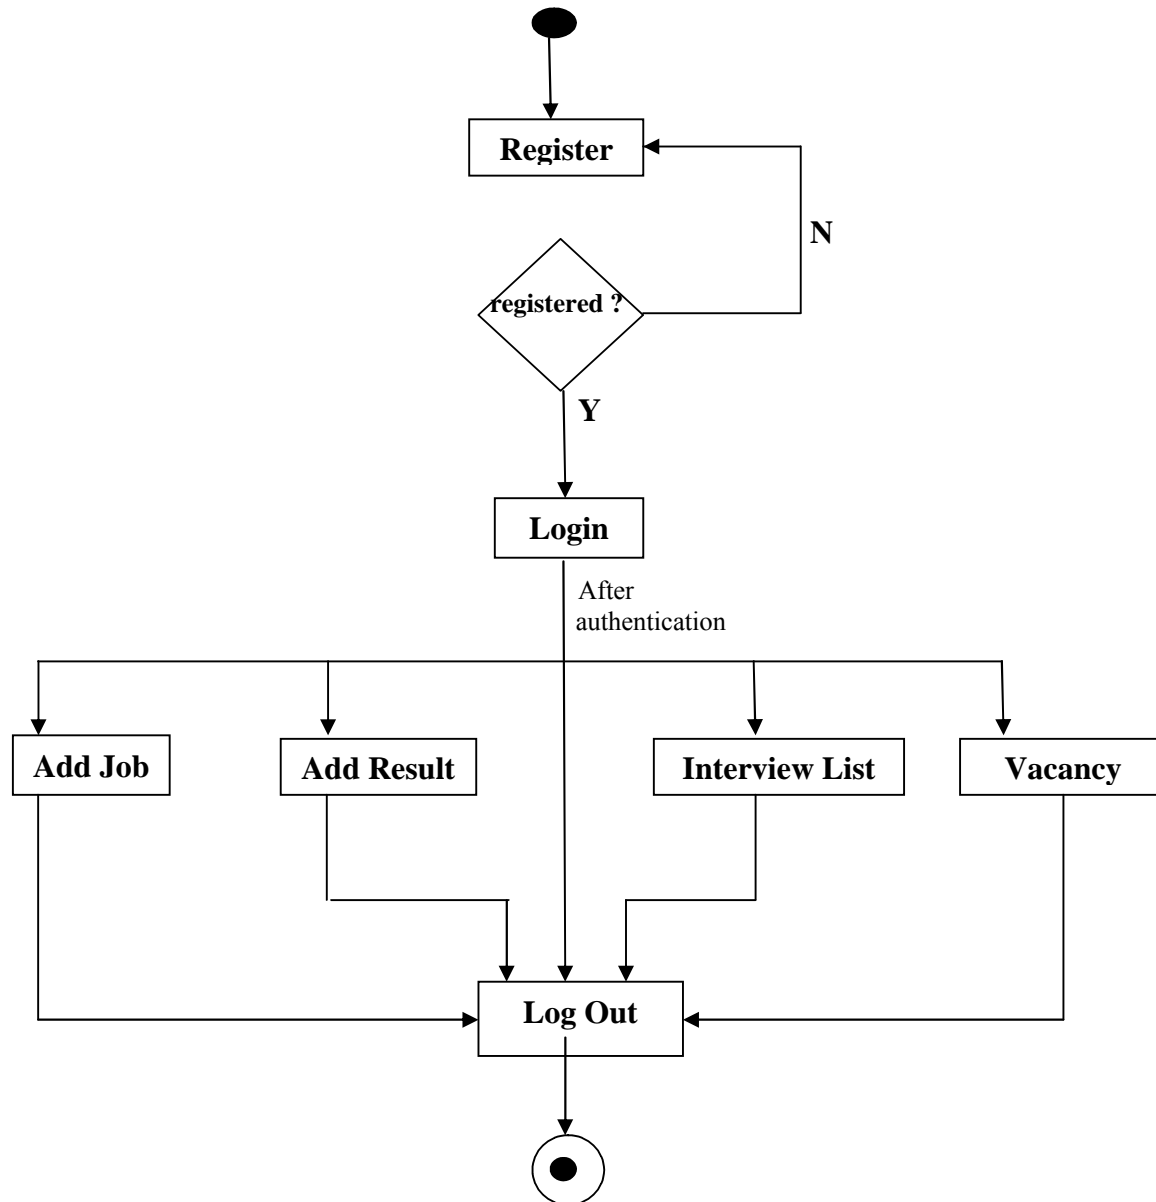 Register
N
registered ?
Y
Login
After
authentication
Add Job
Add Result
Interview List
Vacancy
Log Out